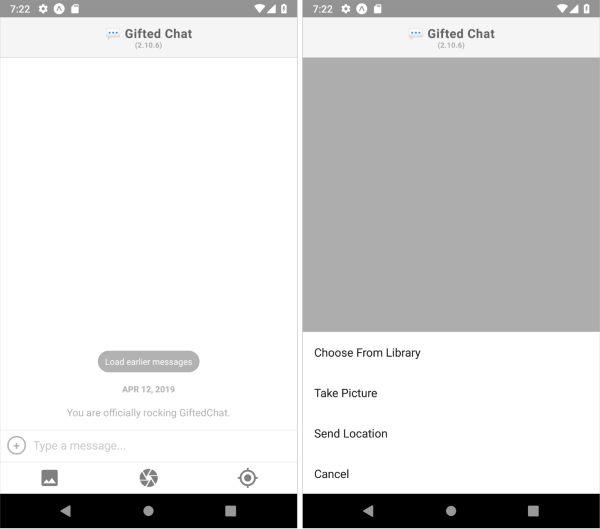 7:22
Gifted Chat
(2.10.6)
Load earlier messages
APR 12, 2019
You are officially rocking GiftedChat.
Type a message...
7:22
Gifted Chat
(2.10.6)
Choose From Library
Take Picture
Send Location
Cancel